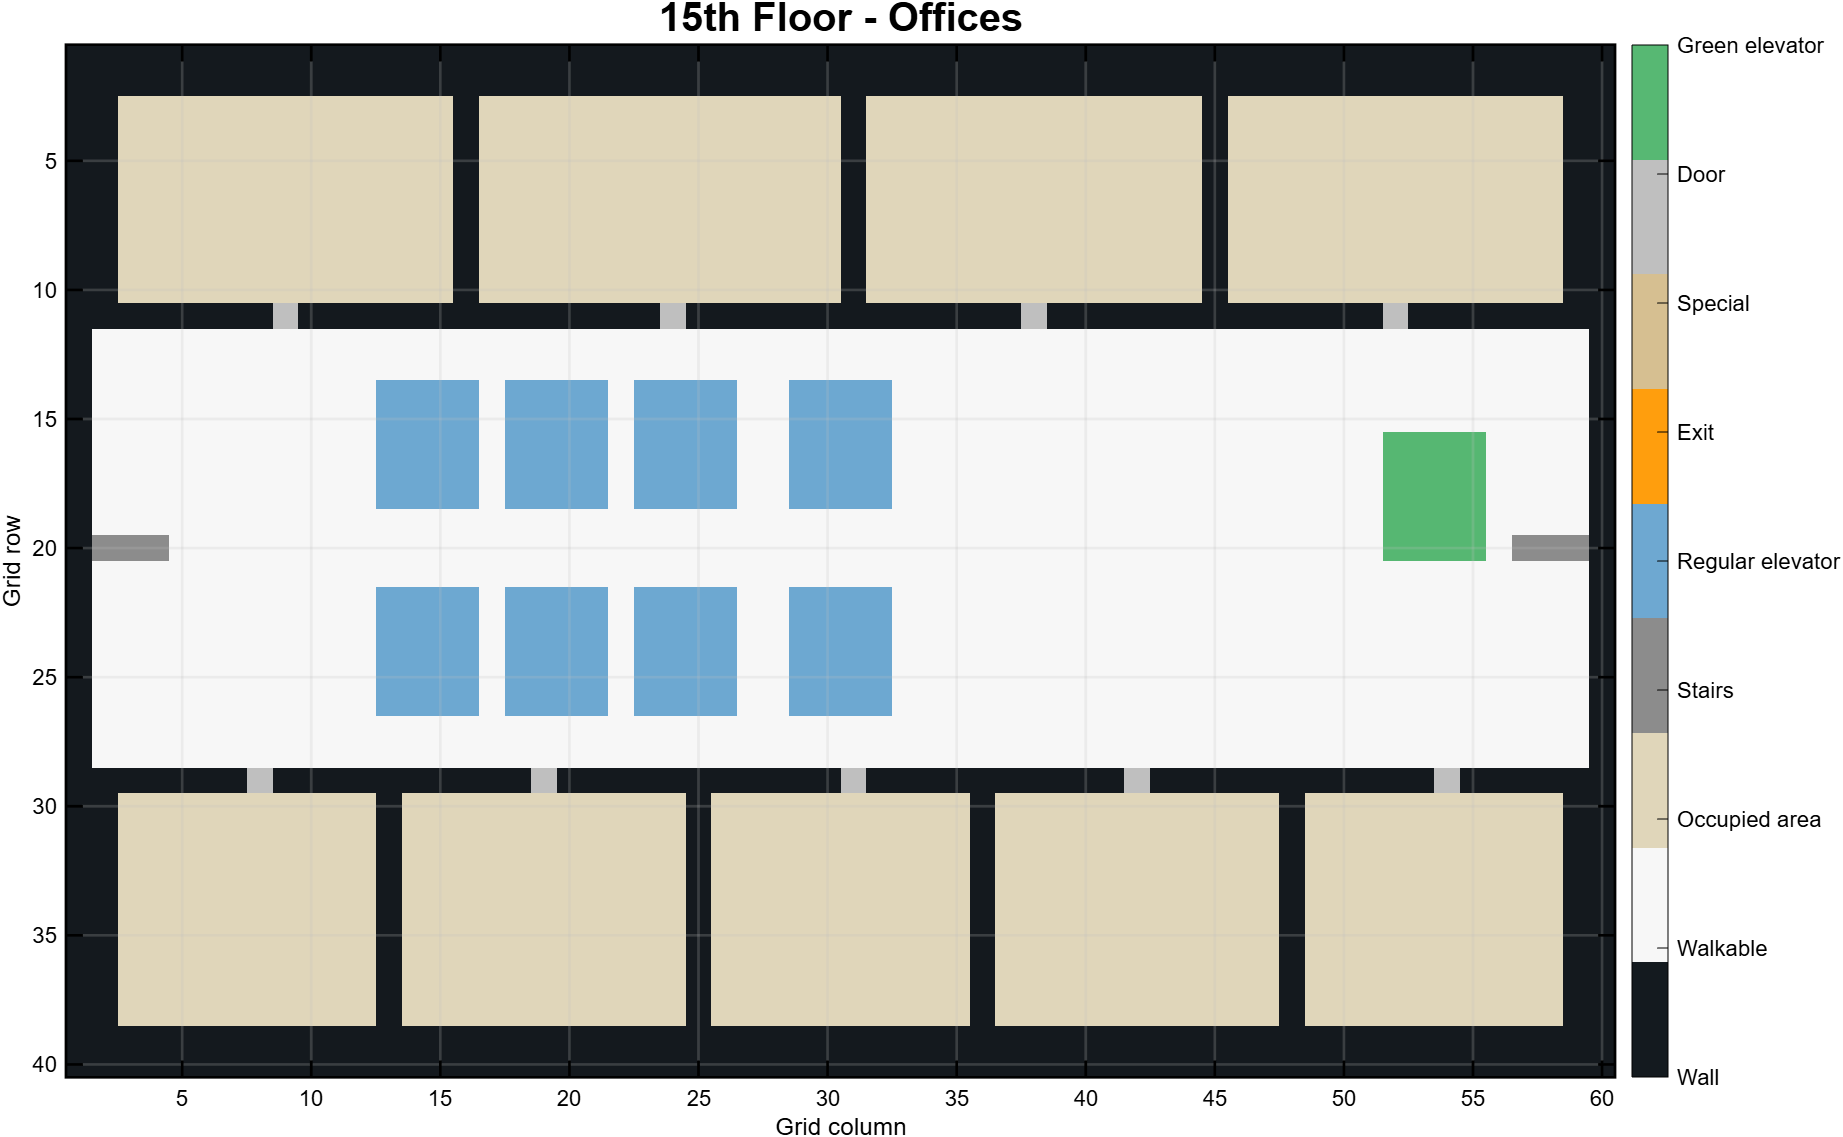 15th Floor - Offices
Green elevator
Door
Special
Exit
Regular elevator
Stairs
Occupied area
Walkable
Wall
Grid row
5
10
15
20
25
30
35
40
5 10 15 20 25 30 35 40 45 50 55 60
Grid column